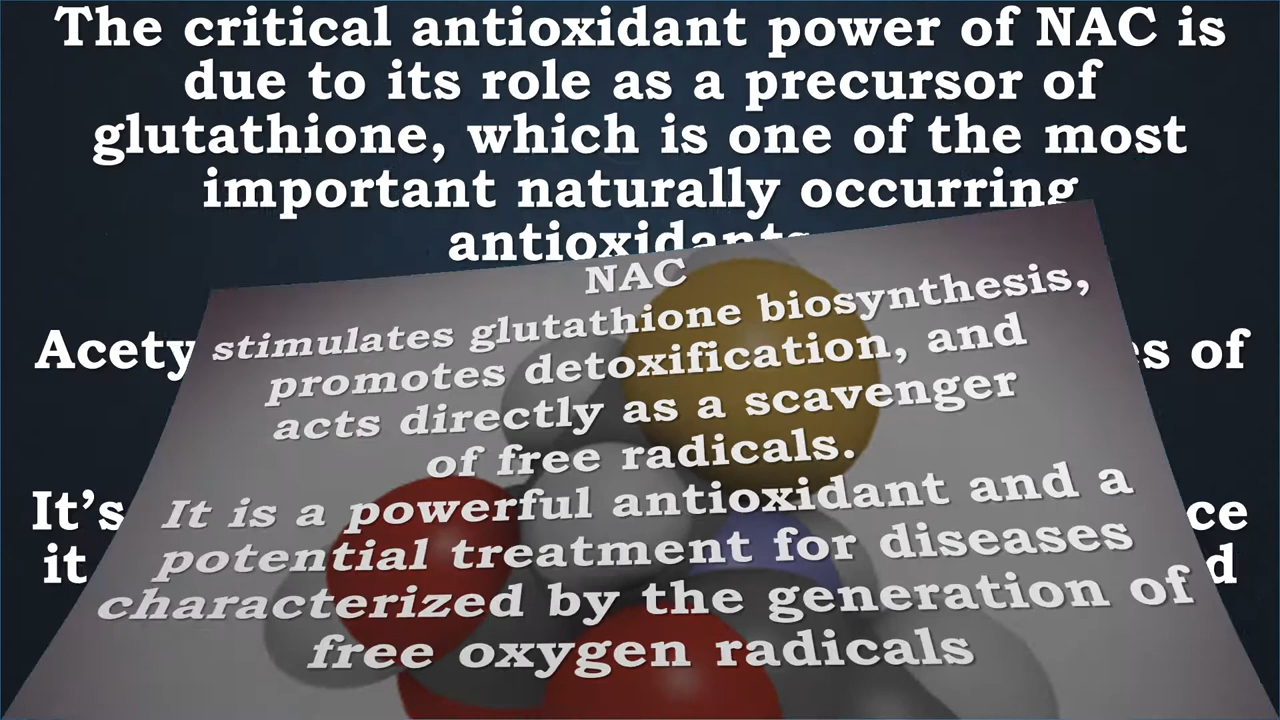 The critical antioxidant power of NAC is
due to its role as a precursor of
glutathione, which is one of the most
important naturally occurring
antioxidants
NAC
stimulates glutathione biosynthesis,
promotes detoxification, and
acts directly as a scavenger
of free radicals.
It is a powerful antioxidant and a
potential treatment for diseases
characterized by the generation of
free oxygen radicals
of
It's
it